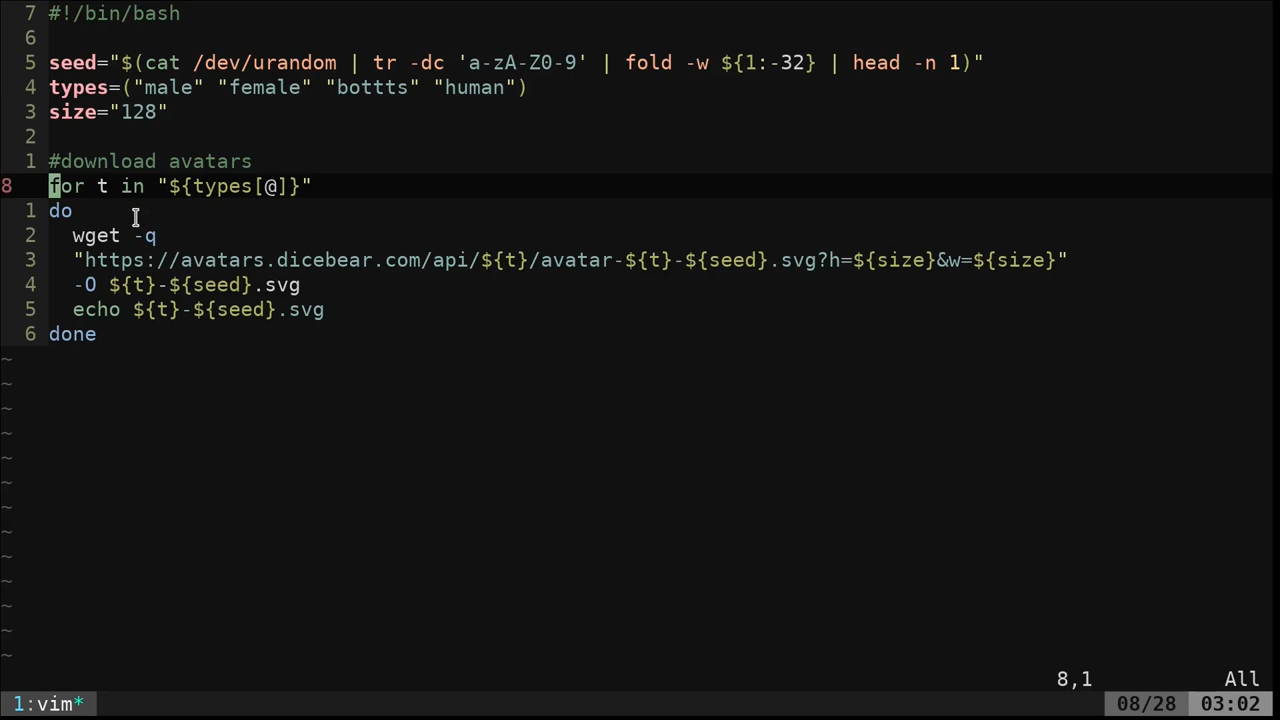 7 #!/bin/bash
6
5 seed="$(cat /dev/urandom | tr -dc 'a-zA-Z0-9' | fold -w ${1:-32} | head -n 1)"
4 types=("male" "female" "bottts" "human")
3 size="128"
2
1 #download avatars
8 for t in "${types[@]}"
1 do
2   wget -q
3   "https://avatars.dicebear.com/api/${t}/avatar-${t}-${seed}.svg?h=${size}&w=${size}"
4   -O ${t}-${seed}.svg
5   echo ${t}-${seed}.svg
6 done
~
~
~
~
~
~
~
~
~
~
~
~
~
8,1 All
1:vim* 08/28 03:02